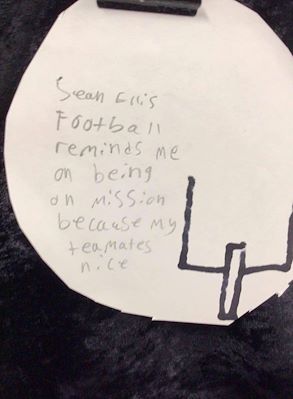 Sean Ellis
Football
reminds me
on being
on mission
because my
teamates
nice